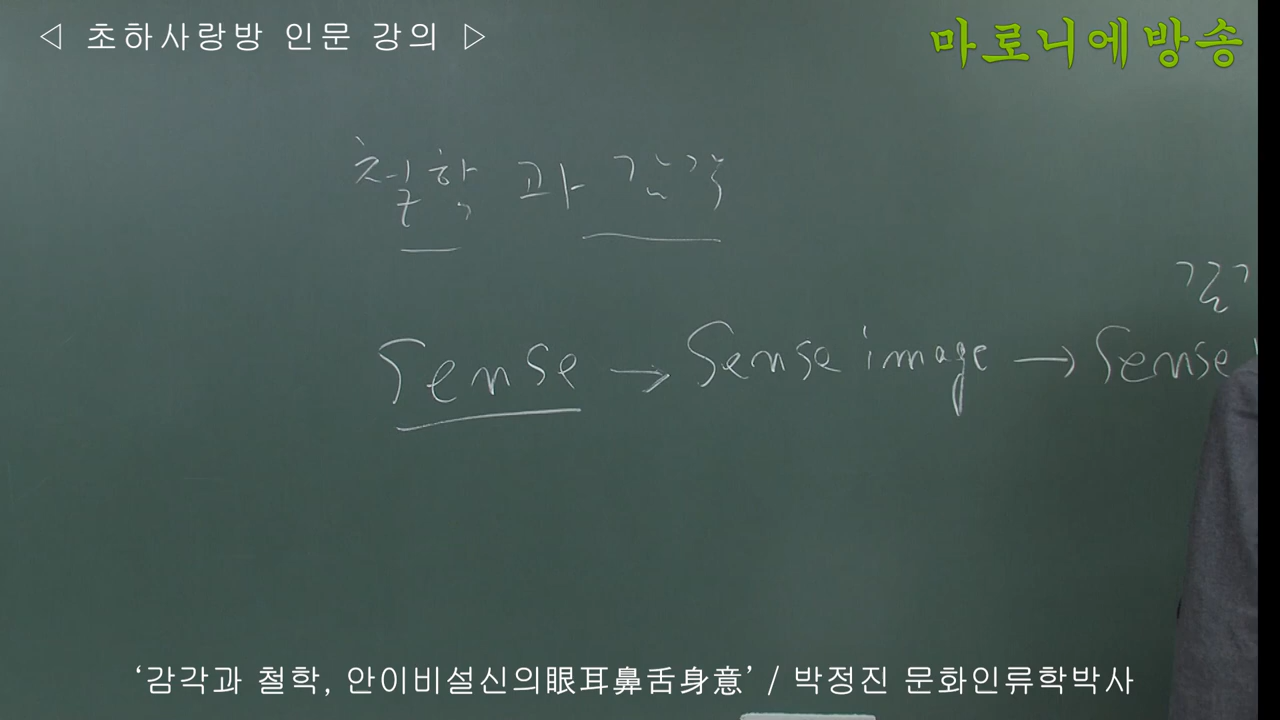 ◁ 초하사랑방 인문 강의 ▷
마로니에방송
철학과 감각
Sense → Sense image → Sense
'감각과 철학, 안이비설신의眼耳鼻舌身意' / 박정진 문화인류학박사